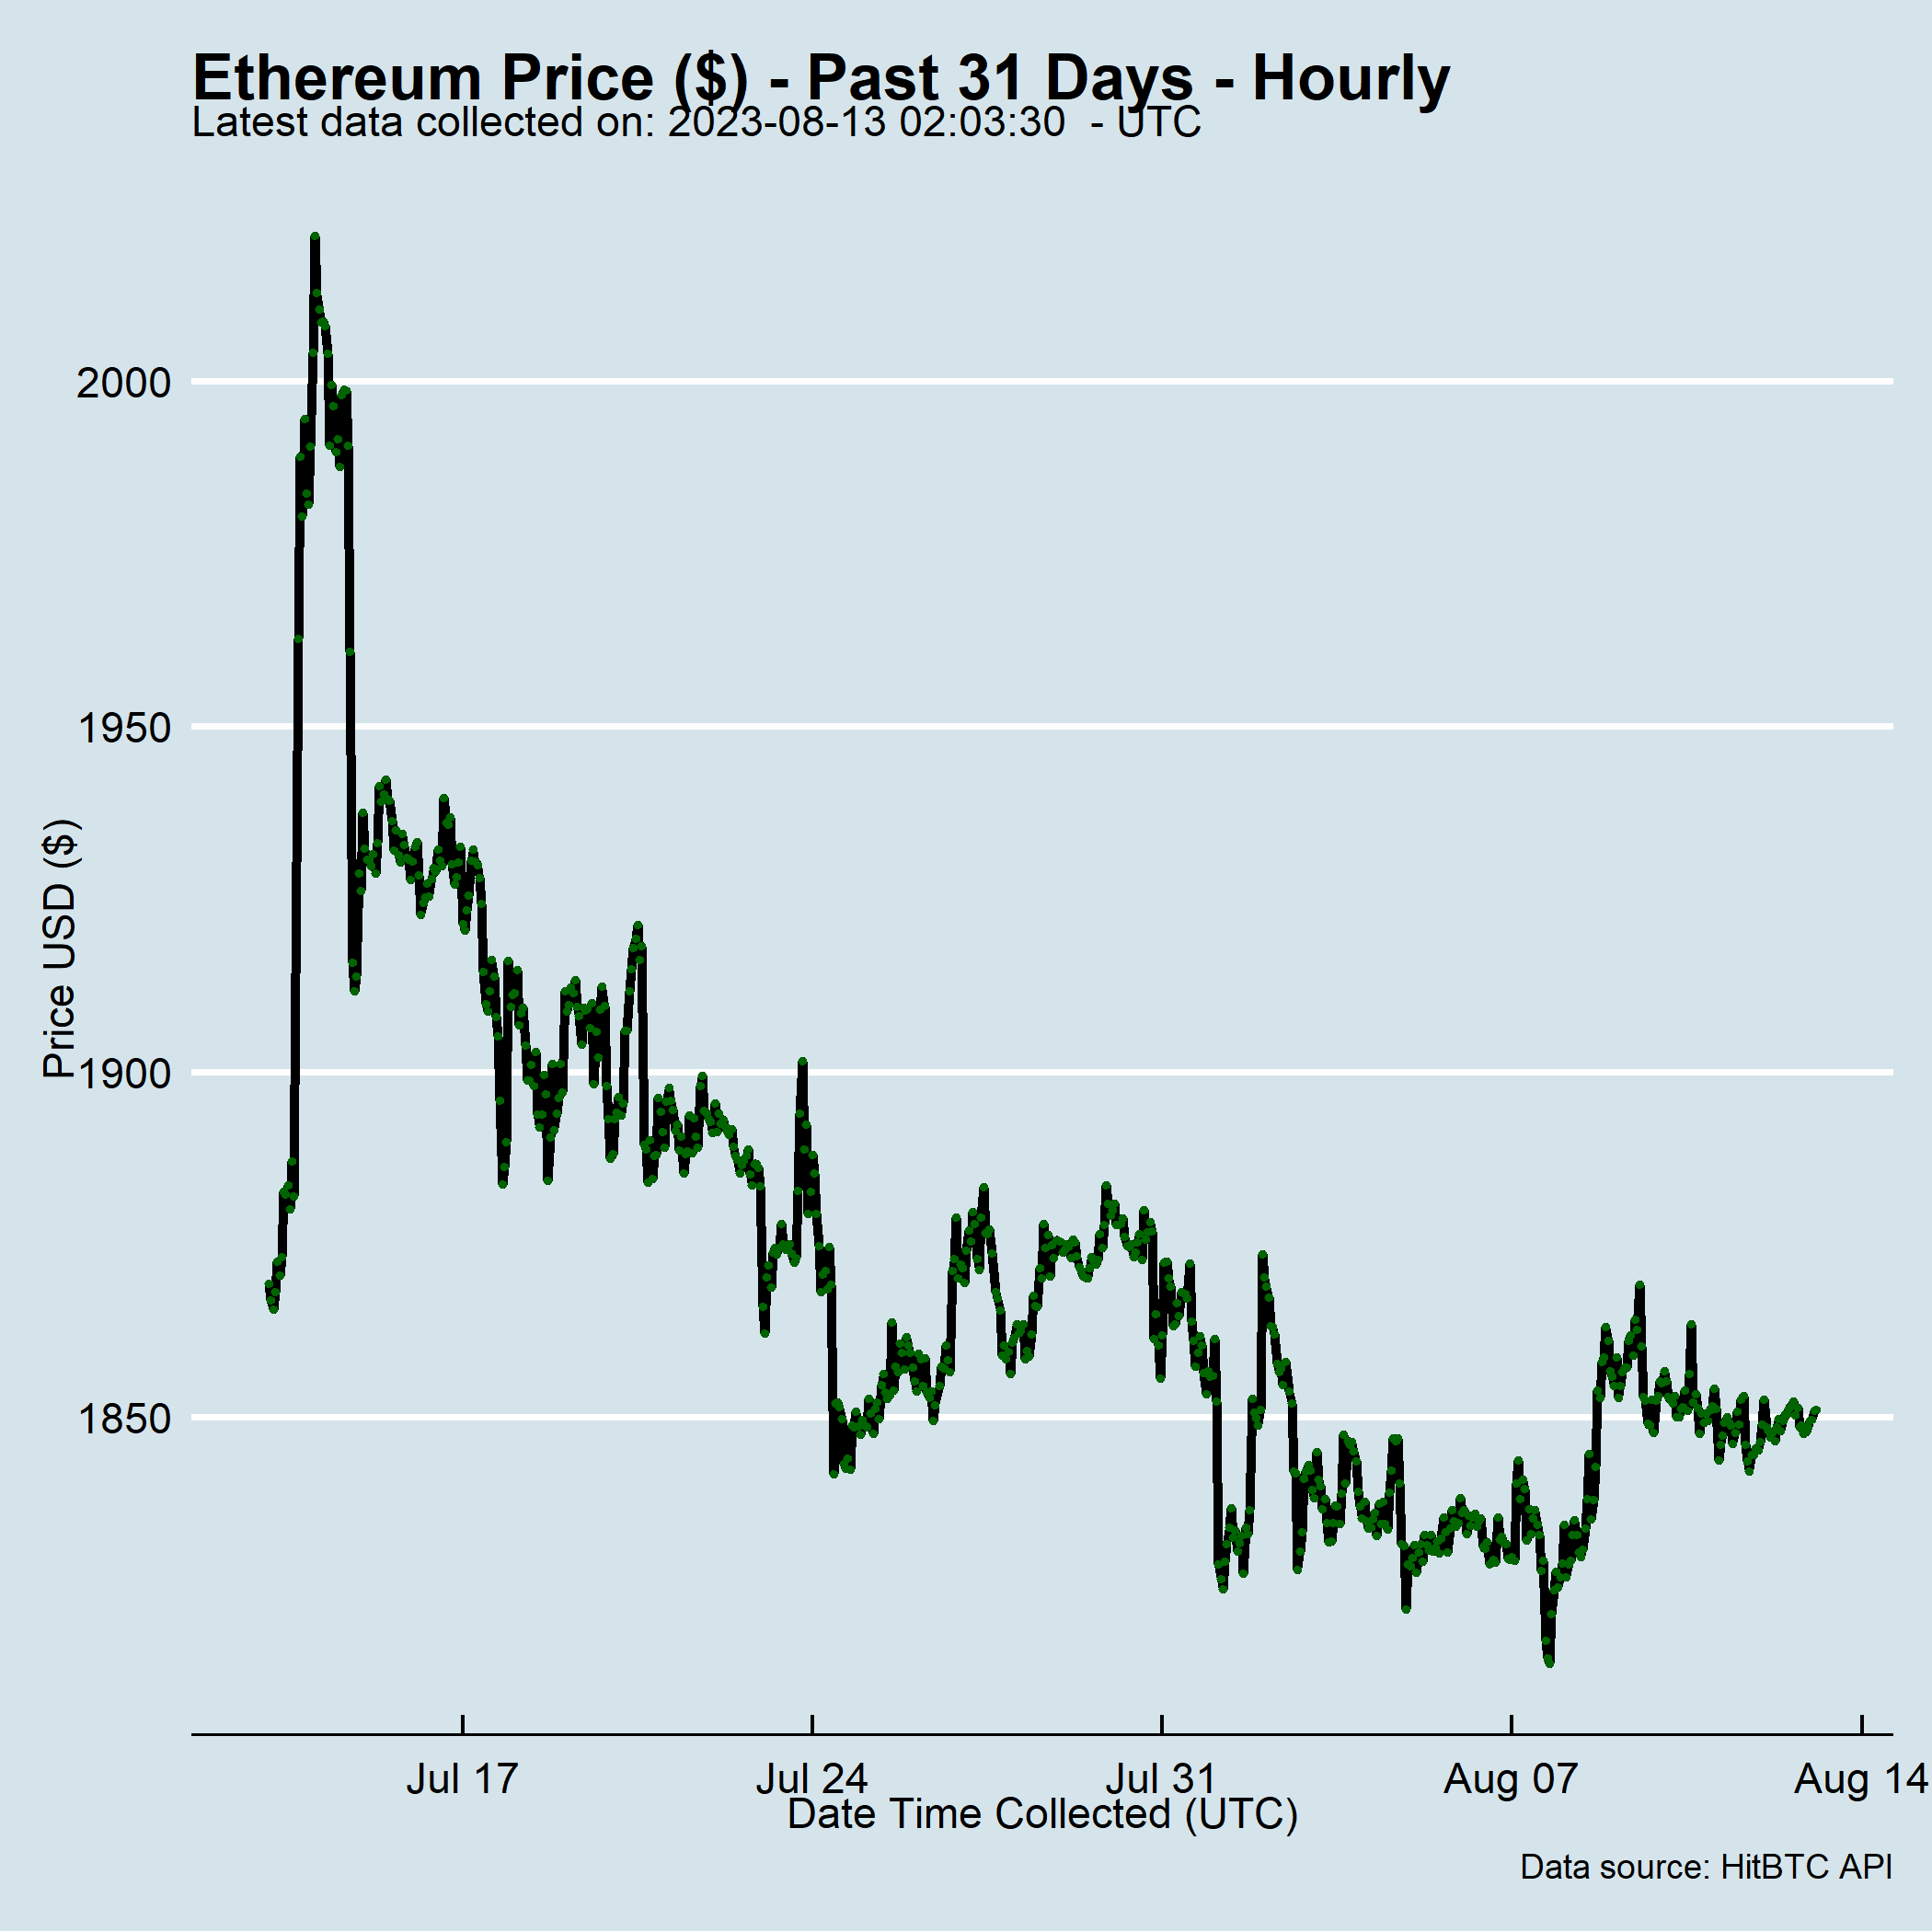 Ethereum Price ($) - Past 31 Days - Hourly
Latest data collected on: 2023-08-13 02:03:30  - UTC
2000
1950
1900
1850
Price USD ($)
Jul 17
Jul 24
Jul 31
Aug 07
Aug 14
Date Time Collected (UTC)
Data source: HitBTC API